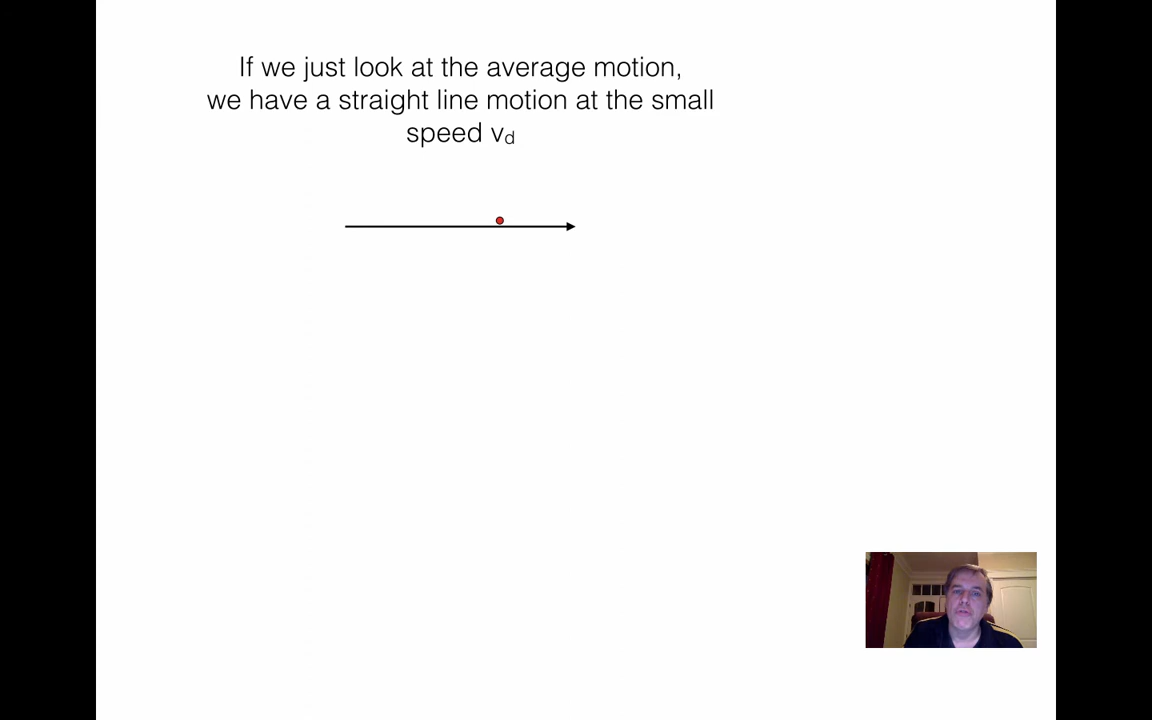 If we just look at the average motion,
we have a straight line motion at the small
speed vd